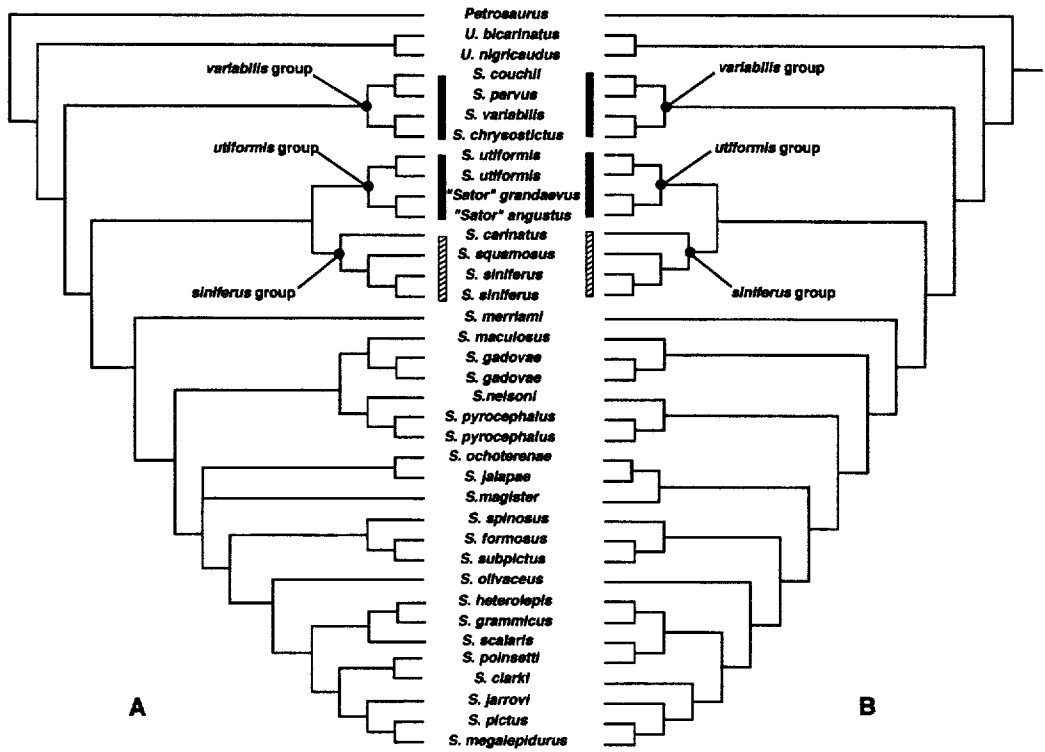 Petrosaurus
U. bicarinatus
U. nigricaudus
variabilis group
S. couchii
variabilis group
S. parvus
S. variabilis
S. chrysostictus
utiformis group
S. utiformis
utiformis group
S. utiformis
"Sator" grandaevus
"Sator" angustus
S. carinatus
S. squamosus
S. siniferus
siniferus group
S. siniferus
siniferus group
S. merriami
S. maculosus
S. gadovae
S. gadovae
S.nelsoni
S. pyrocephalus
S. pyrocephalus
S. ochoterenae
S. jalapae
S.magister
S. spinosus
S. formosus
S. subpictus
S. olivaceus
S. heterolepis
S. grammicus
S. scalaris
S. poinsetti
S. clarki
A
S. jarrovi
B
S. pictus
S. megalepidurus